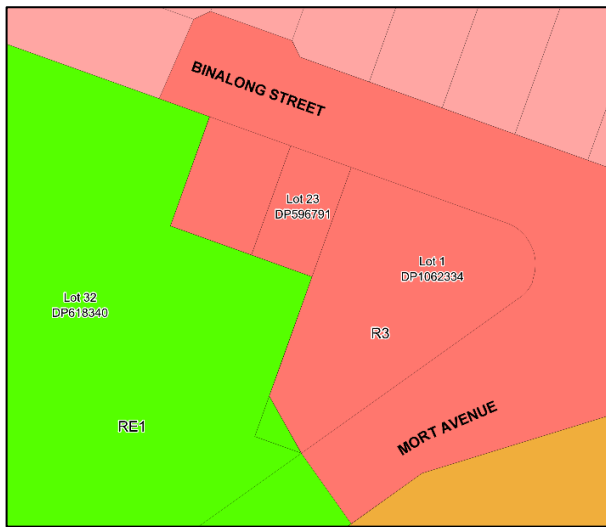 BINALONG STREET
Lot 23
DP596791
Lot 1
DP1062334
Lot 32
DP618340
R3
RE1
MORT AVENUE